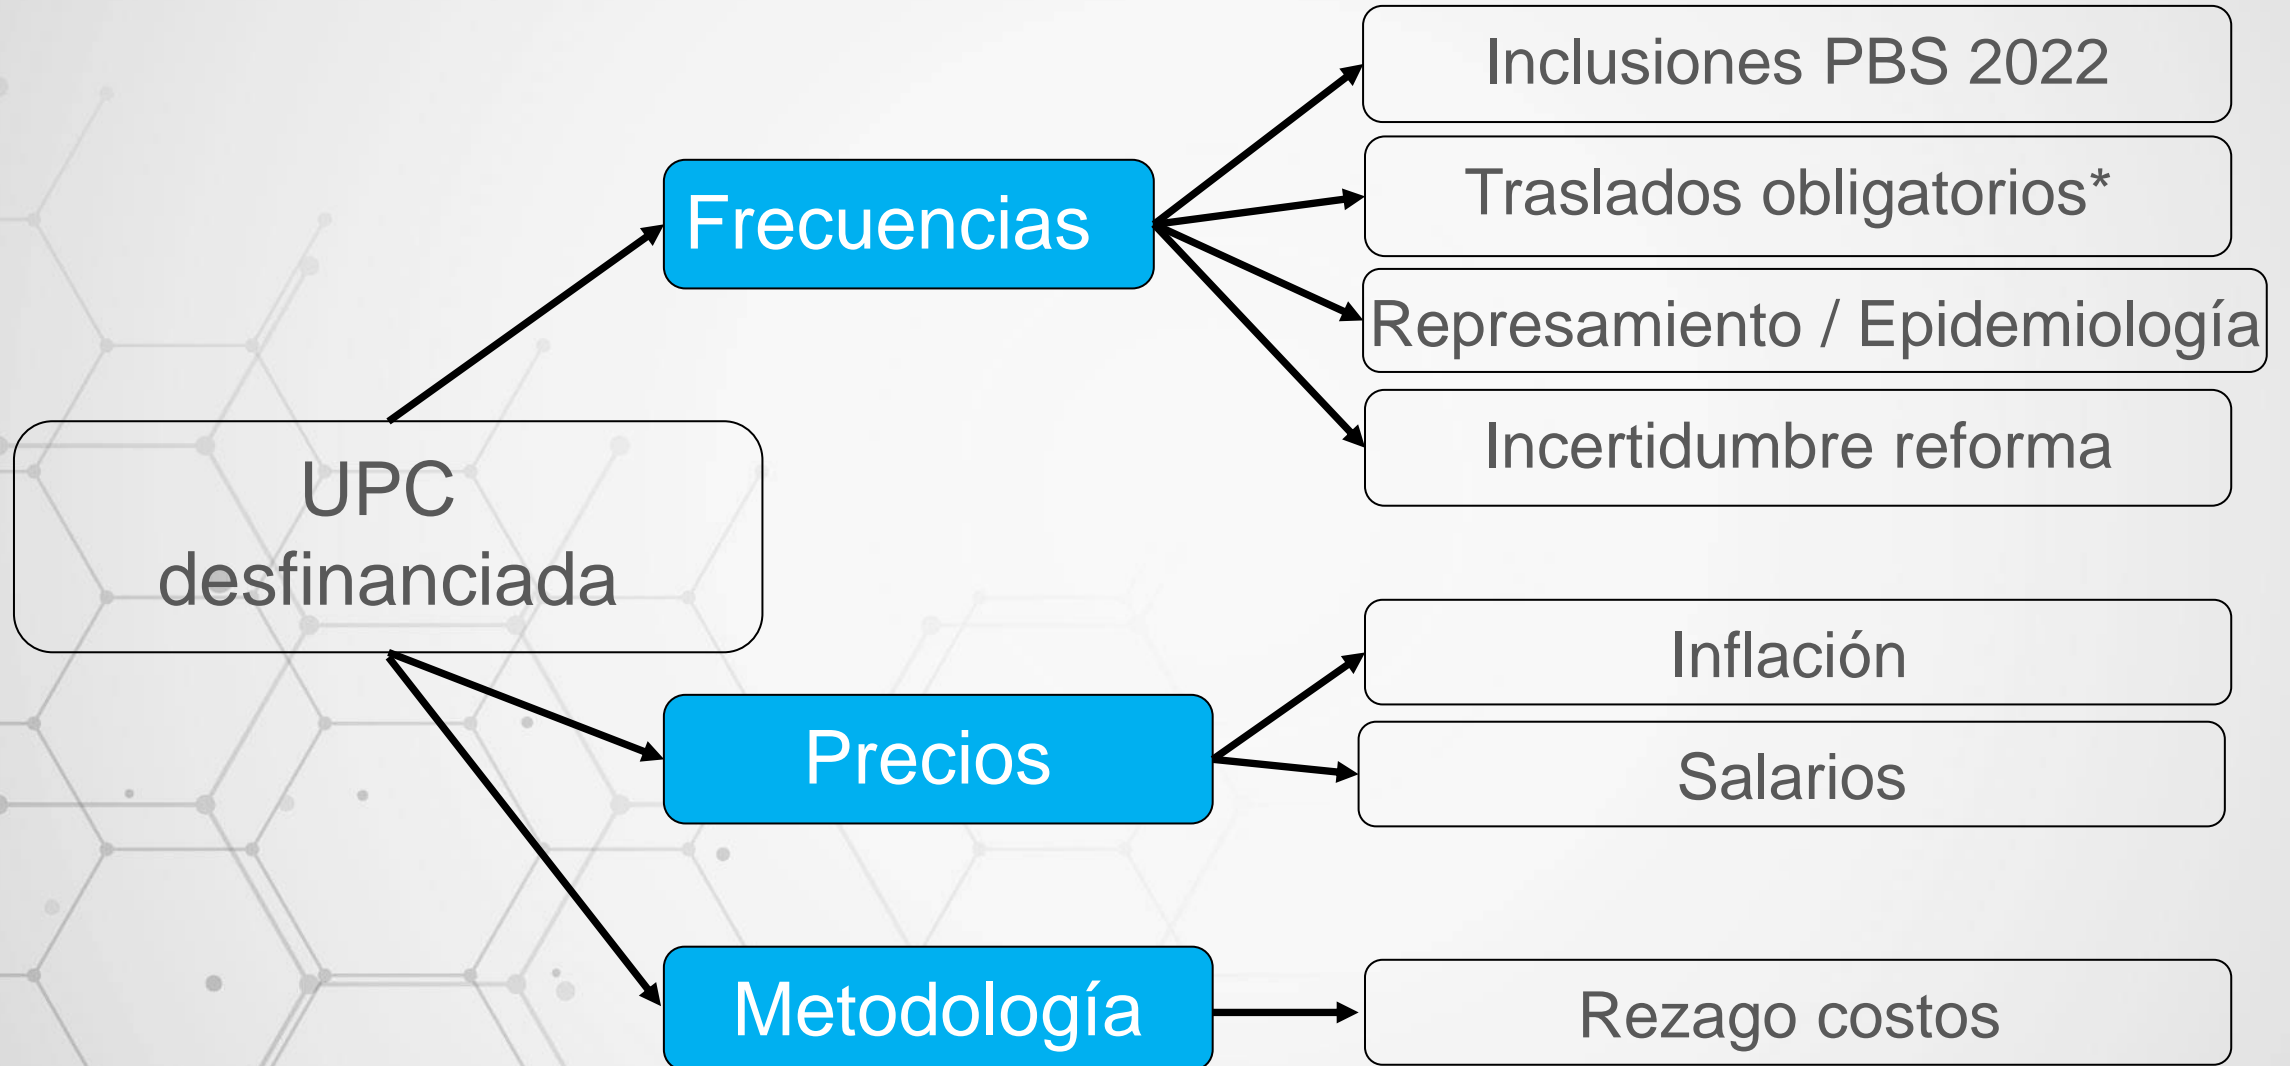 UPC
desfinanciada
Frecuencias
Inclusiones PBS 2022
Traslados obligatorios*
Represamiento / Epidemiología
Incertidumbre reforma
Precios
Inflación
Salarios
Metodología
Rezago costos